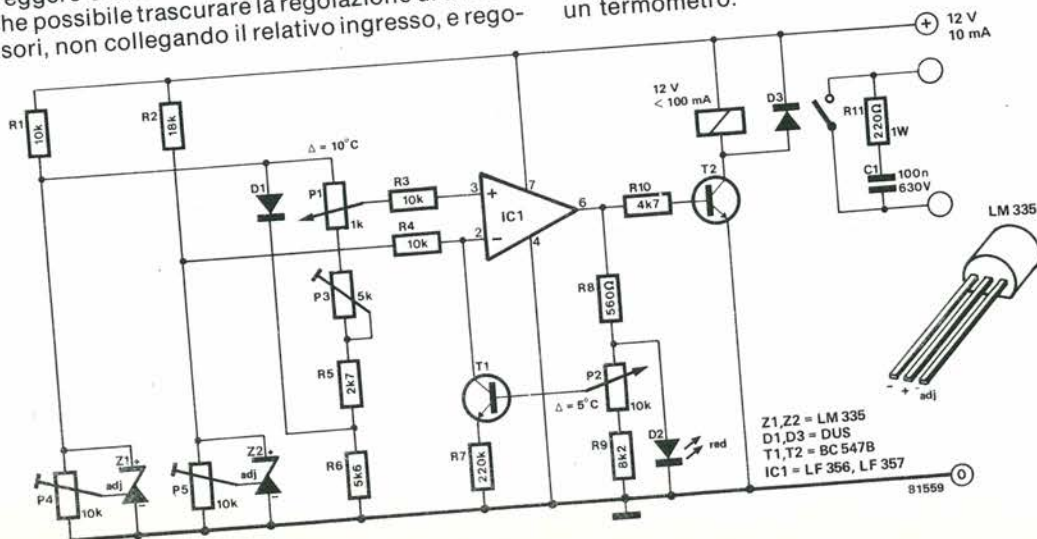 che possibile trascurare la regolazione
sori, non collegando il relativo ingresso, e rego-
un termometro.
12 V
10 mA
R1
10k
R2
18k
Δ = 10°C
D1
P1
1k
R3
10k
R4
10k
3
2
+
−
IC1
7
4
6
R10
4k7
12 V
< 100 mA
D3
T2
R11
220Ω
1W
C1
100n
630V
LM 335
- + adj
P3
5k
R5
2k7
R6
5k6
T1
R7
220k
R8
560Ω
P2
10k
Δ = 5°C
R9
8k2
D2
red
P4
10k
Z1
adj
+
−
P5
10k
Z2
adj
+
−
Z1,Z2 = LM 335
D1,D3 = DUS
T1,T2 = BC 547B
IC1 = LF 356, LF 357
81559
0